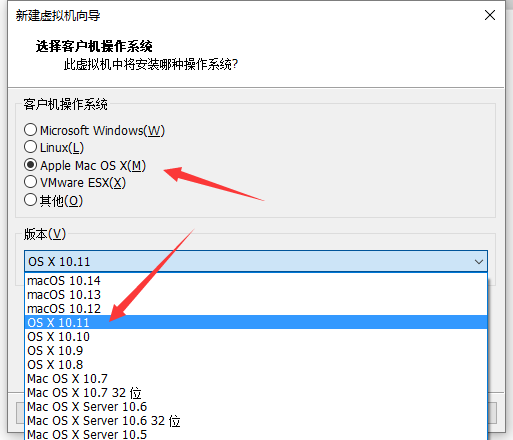 新建虚拟机向导
选择客户机操作系统
此虚拟机中将安装哪种操作系统?
客户机操作系统
Microsoft Windows(W)
Linux(L)
Apple Mac OS X(M)
VMware ESX(X)
其他(O)
版本(V)
OS X 10.11
macOS 10.14
macOS 10.13
macOS 10.12
OS X 10.11
OS X 10.10
OS X 10.9
OS X 10.8
Mac OS X 10.7
Mac OS X 10.7 32 位
Mac OS X Server 10.6
Mac OS X Server 10.6 32 位
Mac OS X Server 10.5